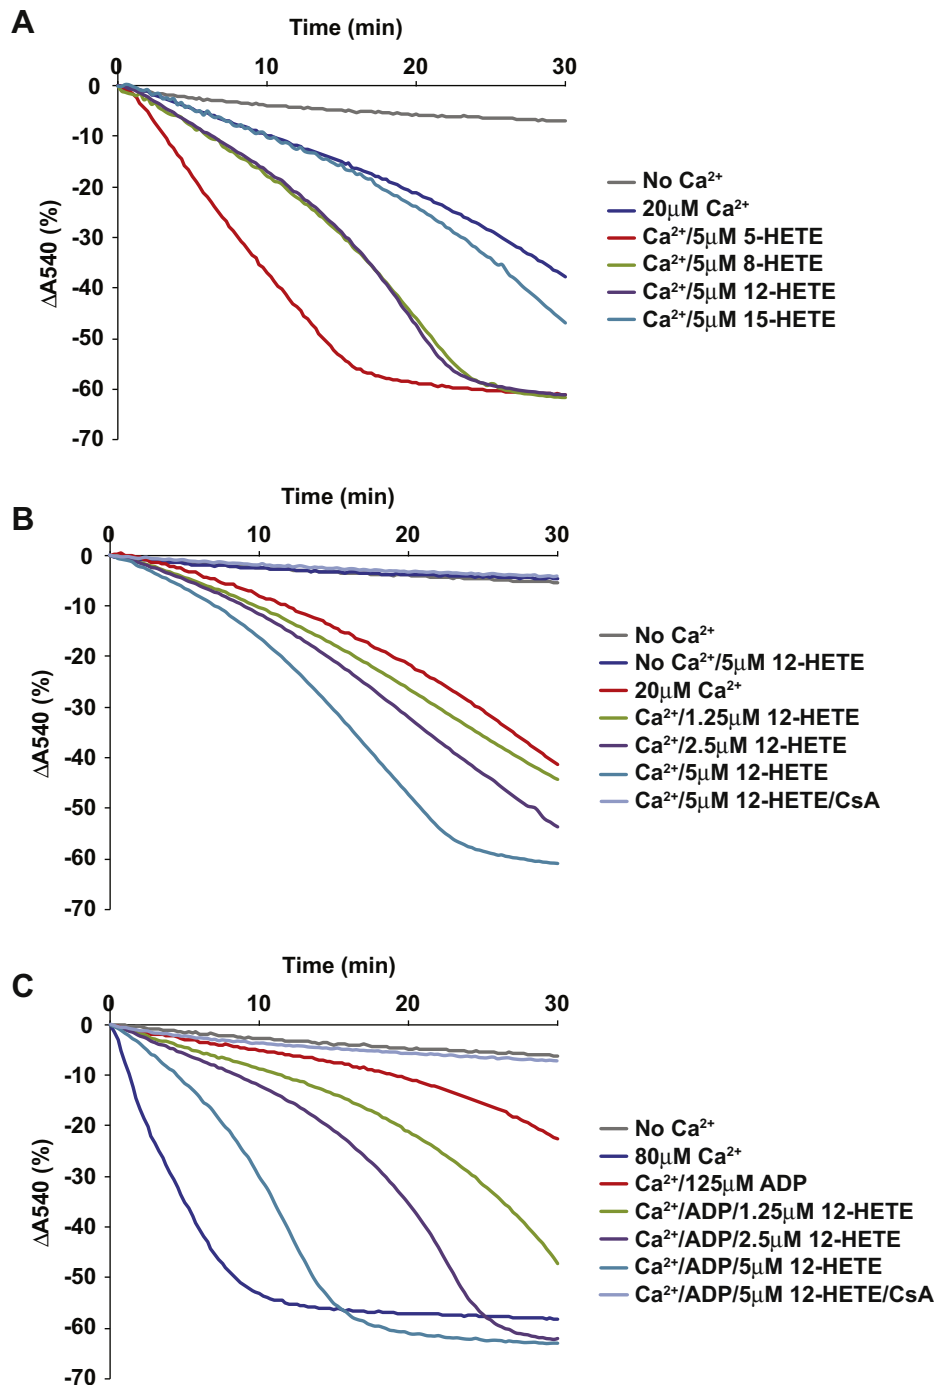 A
Time (min)
0 10 20 30
0
-10
-20
-30
-40
-50
-60
-70
ΔA540 (%)
No Ca²⁺
20μM Ca²⁺
Ca²⁺/5μM 5-HETE
Ca²⁺/5μM 8-HETE
Ca²⁺/5μM 12-HETE
Ca²⁺/5μM 15-HETE
B
Time (min)
0 10 20 30
0
-10
-20
-30
-40
-50
-60
-70
ΔA540 (%)
No Ca²⁺
No Ca²⁺/5μM 12-HETE
20μM Ca²⁺
Ca²⁺/1.25μM 12-HETE
Ca²⁺/2.5μM 12-HETE
Ca²⁺/5μM 12-HETE
Ca²⁺/5μM 12-HETE/CsA
C
Time (min)
0 10 20 30
0
-10
-20
-30
-40
-50
-60
-70
ΔA540 (%)
No Ca²⁺
80μM Ca²⁺
Ca²⁺/125μM ADP
Ca²⁺/ADP/1.25μM 12-HETE
Ca²⁺/ADP/2.5μM 12-HETE
Ca²⁺/ADP/5μM 12-HETE
Ca²⁺/ADP/5μM 12-HETE/CsA